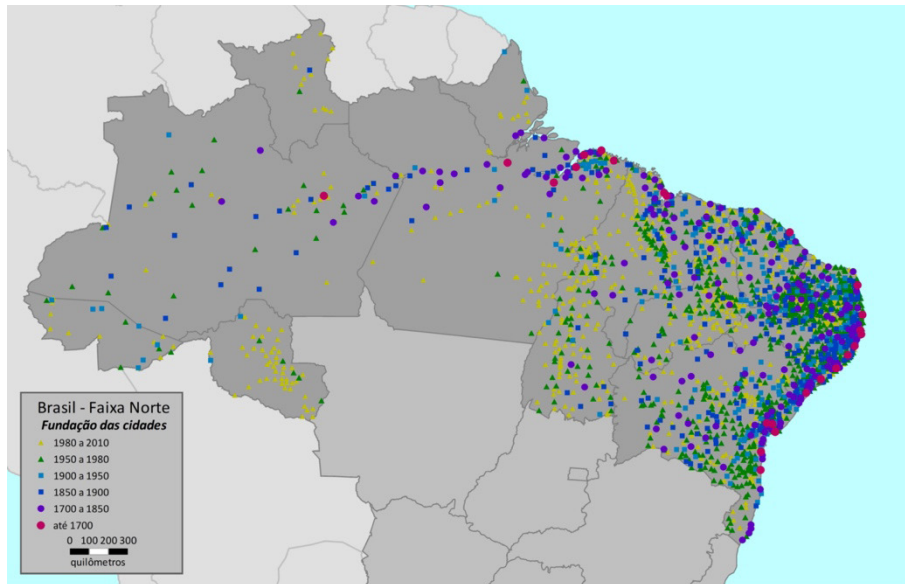 Brasil - Faixa Norte
Fundação das cidades
1980 a 2010
1950 a 1980
1900 a 1950
1850 a 1900
1700 a 1850
até 1700
0 100 200 300
quilômetros